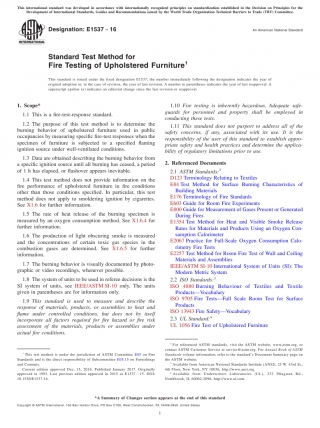 This international standard was developed in accordance with internationally recognized principles on standardization established in the Decision on Principles for the
Development of International Standards, Guides and Recommendations issued by the World Trade Organization Technical Barriers to Trade (TBT) Committee.
Designation: E1537 − 16
An American National Standard
Standard Test Method for
Fire Testing of Upholstered Furniture1
This standard is issued under the fixed designation E1537; the number immediately following the designation indicates the year of
original adoption or, in the case of revision, the year of last revision. A number in parentheses indicates the year of last reapproval. A
superscript epsilon (´) indicates an editorial change since the last revision or reapproval.
1. Scope*
1.1 This is a fire-test-response standard.
1.2 The purpose of this test method is to determine the
burning behavior of upholstered furniture used in public
occupancies by measuring specific fire-test responses when the
specimen of furniture is subjected to a specified flaming
ignition source under well-ventilated conditions.
1.3 Data are obtained describing the burning behavior from
a specific ignition source until all burning has ceased, a period
of 1 h has elapsed, or flashover appears inevitable.
1.4 This test method does not provide information on the
fire performance of upholstered furniture in fire conditions
other than those conditions specified. In particular, this test
method does not apply to smoldering ignition by cigarettes.
See X1.6 for further information.
1.5 The rate of heat release of the burning specimen is
measured by an oxygen consumption method. See X1.6.4 for
further information.
1.6 The production of light obscuring smoke is measured
and the concentrations of certain toxic gas species in the
combustion gases are determined. See X1.6.5 for further
information.
1.7 The burning behavior is visually documented by photo-
graphic or video recordings, whenever possible.
1.8 The system of units to be used in referee decisions is the
SI system of units, see IEEE/ASTM SI-10 only. The units
given in parentheses are for information only.
1.9 This standard is used to measure and describe the
response of materials, products, or assemblies to heat and
flame under controlled conditions, but does not by itself
incorporate all factors required for fire hazard or fire risk
assessment of the materials, products or assemblies under
actual fire conditions.
1.10 Fire testing is inherently hazardous. Adequate safe-
guards for personnel and property shall be employed in
conducting these tests.
1.11 This standard does not purport to address all of the
safety concerns, if any, associated with its use. It is the
responsibility of the user of this standard to establish appro-
priate safety and health practices and determine the applica-
bility of regulatory limitations prior to use.
2. Referenced Documents
2.1 ASTM Standards:2
D123 Terminology Relating to Textiles
E84 Test Method for Surface Burning Characteristics of
Building Materials
E176 Terminology of Fire Standards
E603 Guide for Room Fire Experiments
E800 Guide for Measurement of Gases Present or Generated
During Fires
E1354 Test Method for Heat and Visible Smoke Release
Rates for Materials and Products Using an Oxygen Con-
sumption Calorimeter
E2067 Practice for Full-Scale Oxygen Consumption Calo-
rimetry Fire Tests
E2257 Test Method for Room Fire Test of Wall and Ceiling
Materials and Assemblies
IEEE/ASTM SI-10 International System of Units (SI): The
Modern Metric System
2.2 ISO Standards:3
ISO 4880 Burning Behaviour of Textiles and Textile
Products—Vocabulary
ISO 9705 Fire Tests—Full Scale Room Test for Surface
Products
ISO 13943 Fire Safety—Vocabulary
2.3 UL Standards:4
UL 1056 Fire Test of Upholstered Furniture
1 This test method is under the jurisdiction of ASTM Committee E05 on Fire
Standards and is the direct responsibility of Subcommittee E05.15 on Furnishings
and Contents.
Current edition approved Dec. 15, 2016. Published January 2017. Originally
approved in 1993. Last previous edition approved in 2015 as E1537 – 15. DOI:
10.1520/E1537-16.
2 For referenced ASTM standards, visit the ASTM website, www.astm.org, or
contact ASTM Customer Service at service@astm.org. For Annual Book of ASTM
Standards volume information, refer to the standard's Document Summary page on
the ASTM website.
3 Available from American National Standards Institute (ANSI), 25 W. 43rd St.,
4th Floor, New York, NY 10036, http://www.ansi.org.
4 Available from Underwriters Laboratories (UL), 333 Pfingsten Rd.,
Northbrook, IL 60062-2096, http://www.ul.com.
*A Summary of Changes section appears at the end of this standard
Copyright © ASTM International, 100 Barr Harbor Drive, PO Box C700, West Conshohocken, PA 19428-2959. United States
1